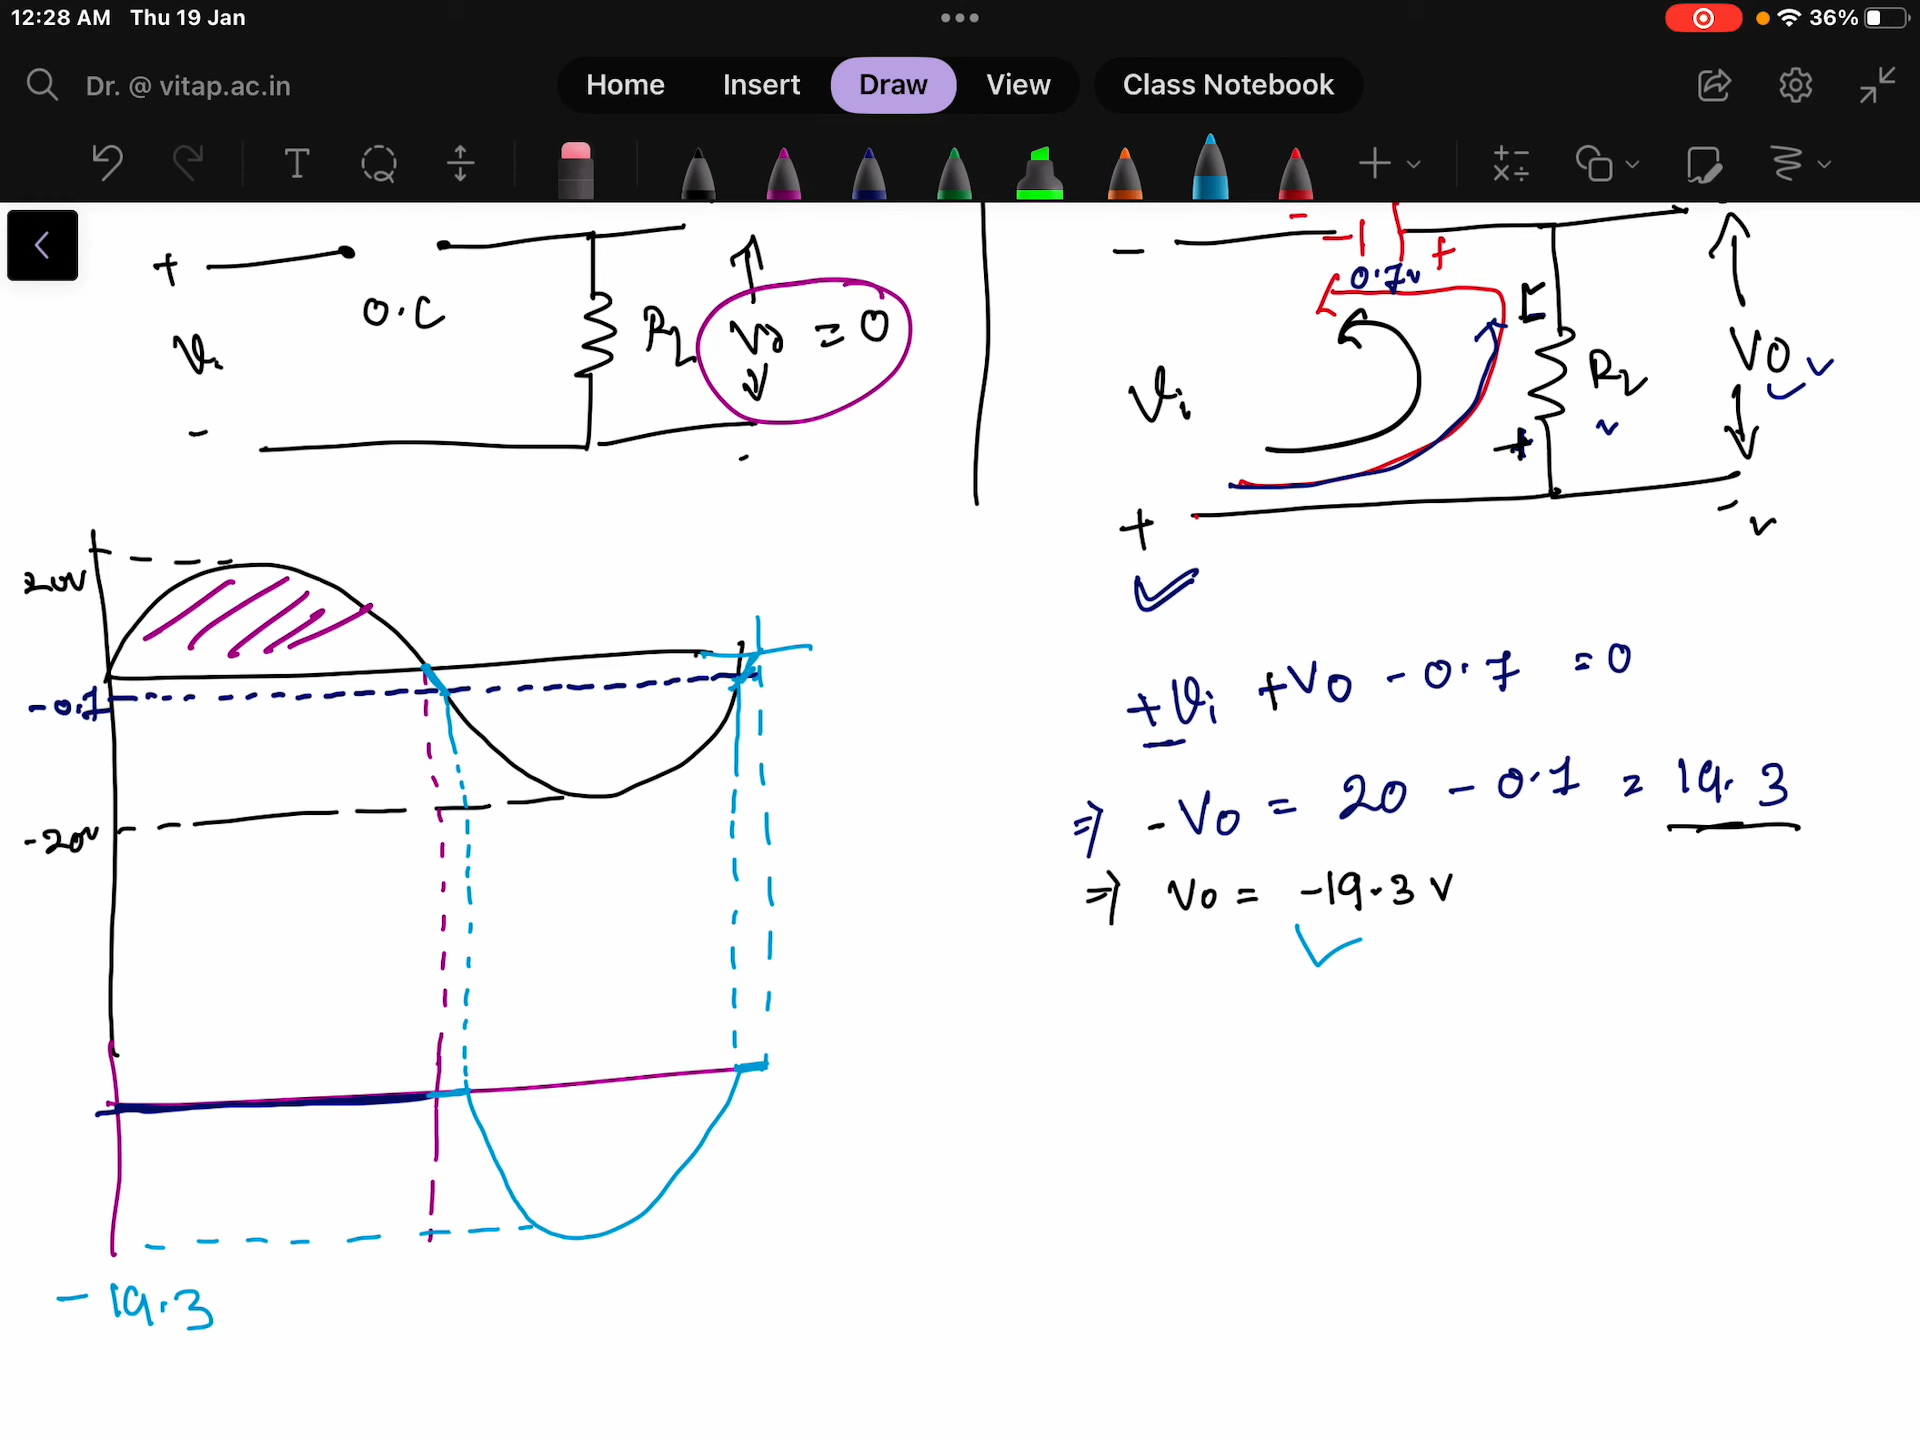 12:28 AM Thu 19 Jan
36%
Dr. @ vitap.ac.in
Home Insert Draw View Class Notebook
T
+
O.C
Vi
RL
Vo = 0
-
-
- +
0.7v
Vi
RL
VO
+
-
20V
-0.7
-20V
-19.3
+Vi +VO - 0.7 = 0
⇒ -VO = 20 - 0.7 = 19.3
⇒ Vo = -19.3 V